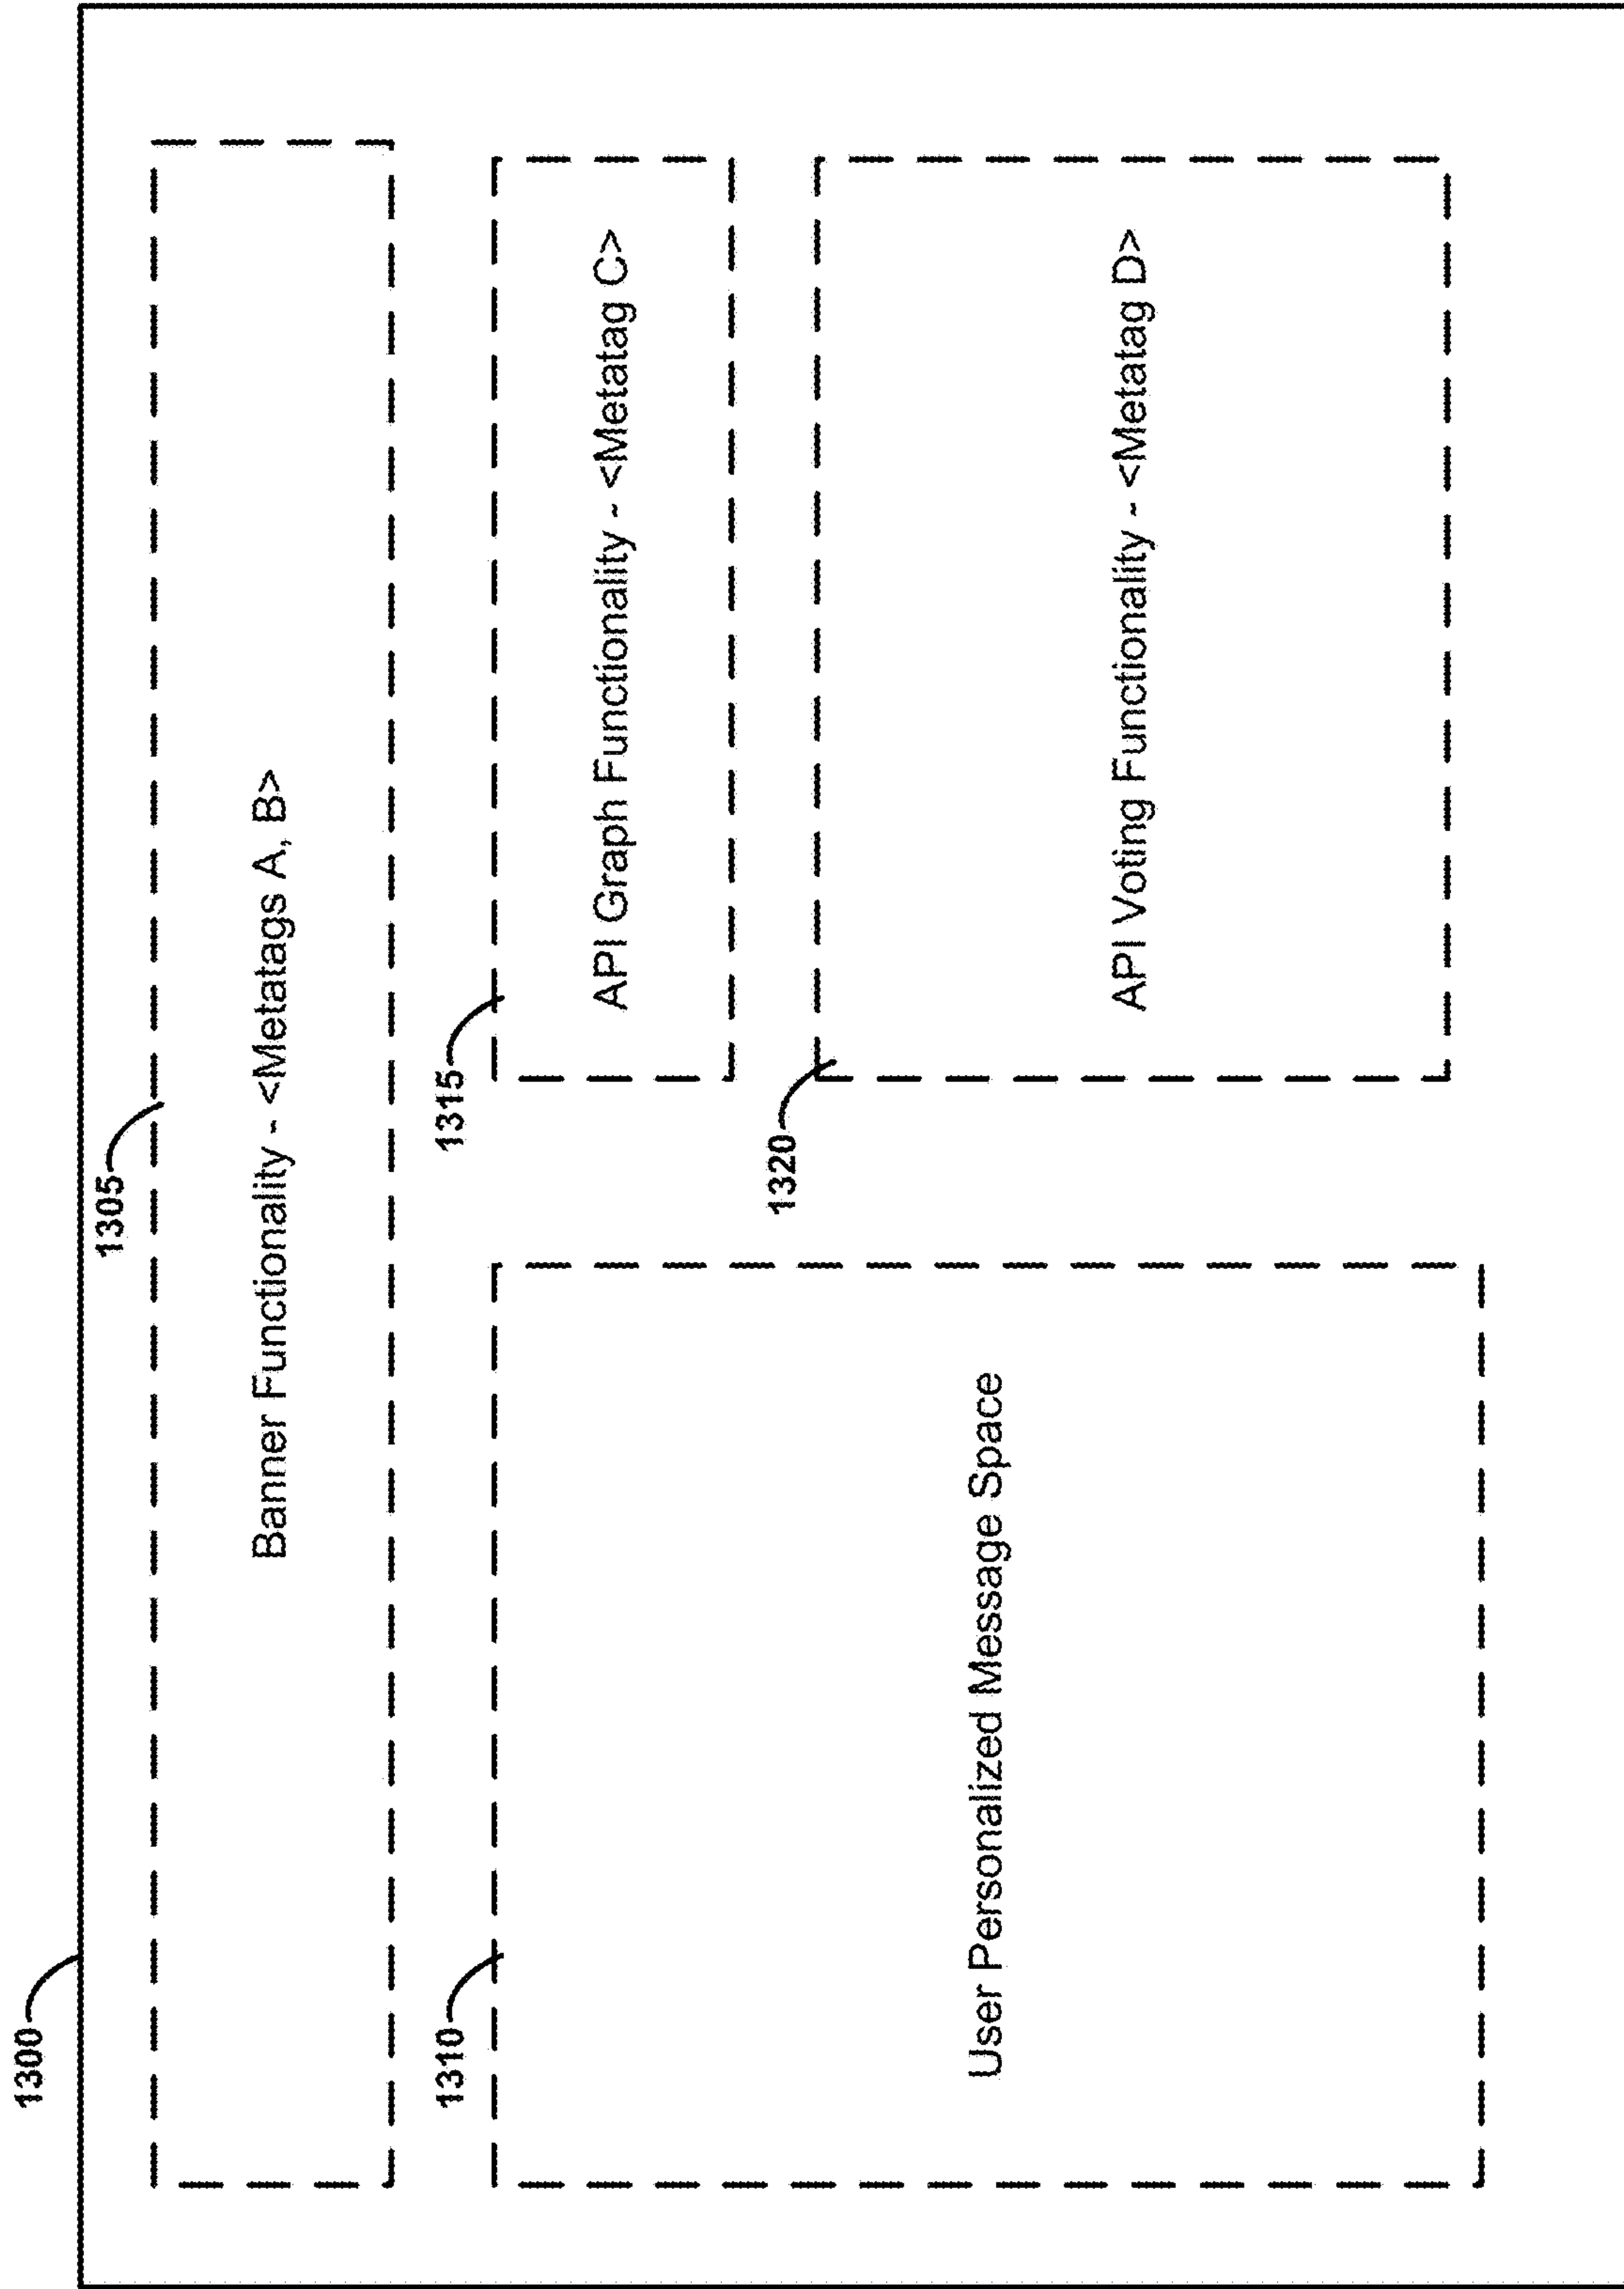 1300
1305
Banner Functionality - <Metatags A, B>
1310
User Personalized Message Space
1315
API Graph Functionality - <Metatag C>
1320
API Voting Functionality - <Metatag D>